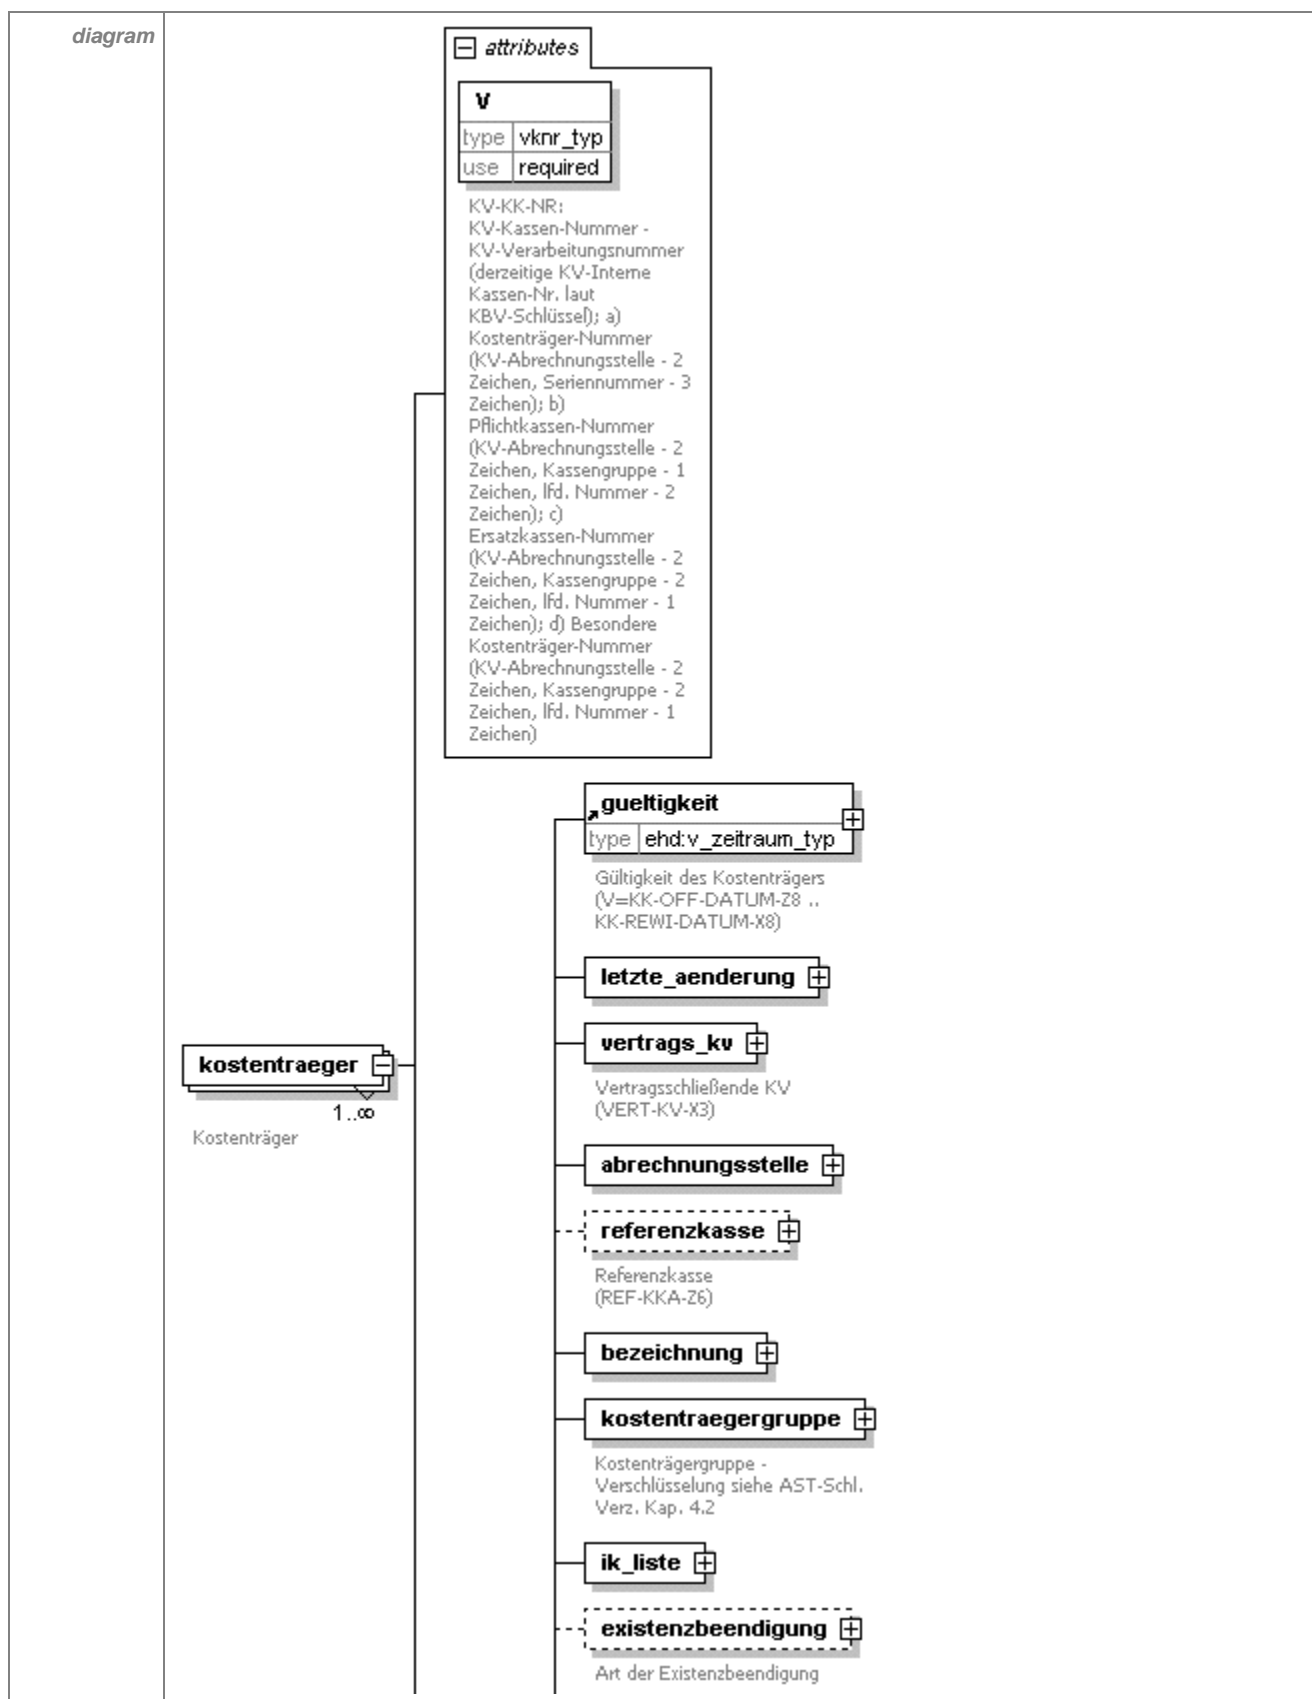 diagram
attributes
V
type vknr_typ
use required
KV-KK-NR:
KV-Kassen-Nummer -
KV-Verarbeitungsnummer
(derzeitige KV-Interne
Kassen-Nr. laut
KBV-Schlüssel); a)
Kostenträger-Nummer
(KV-Abrechnungsstelle - 2
Zeichen, Seriennummer - 3
Zeichen); b)
Pflichtkassen-Nummer
(KV-Abrechnungsstelle - 2
Zeichen, Kassengruppe - 1
Zeichen, lfd. Nummer - 2
Zeichen); c)
Ersatzkassen-Nummer
(KV-Abrechnungsstelle - 2
Zeichen, Kassengruppe - 2
Zeichen, lfd. Nummer - 1
Zeichen); d) Besondere
Kostenträger-Nummer
(KV-Abrechnungsstelle - 2
Zeichen, Kassengruppe - 2
Zeichen, lfd. Nummer - 1
Zeichen)
gueltigkeit
type ehd:v_zeitraum_typ
Gültigkeit des Kostenträgers
(V=KK-OFF-DATUM-Z8 ..
KK-REWI-DATUM-X8)
letzte_aenderung
vertrags_kv
Vertragsschließende KV
(VERT-KV-X3)
kostentraeger
1..∞
Kostenträger
abrechnungsstelle
referenzkasse
Referenzkasse
(REF-KKA-Z6)
bezeichnung
kostentraegergruppe
Kostenträgergruppe -
Verschlüsselung siehe AST-Schl.
Verz. Kap. 4.2
ik_liste
existenzbeendigung
Art der Existenzbeendigung